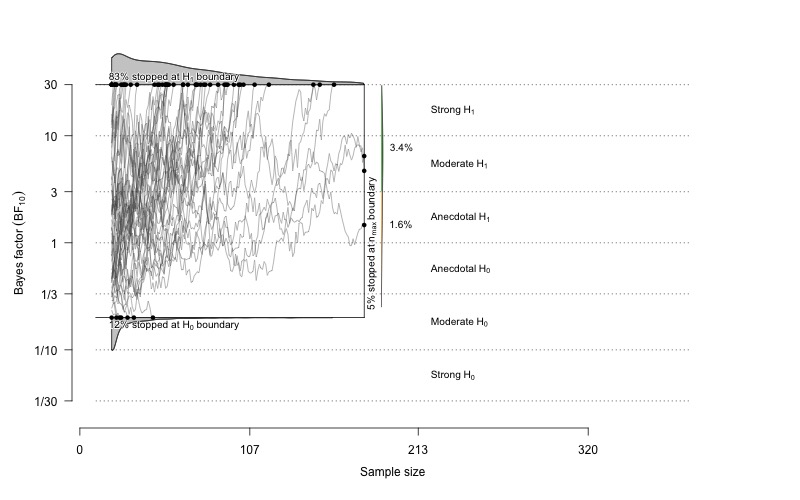 83% stopped at H₁ boundary
30
Strong H₁
10
3.4%
Moderate H₁
3
Anecdotal H₁
1.6%
1
Anecdotal H₀
1/3
Moderate H₀
12% stopped at H₀ boundary
1/10
Strong H₀
1/30
5% stopped at nmax boundary
Bayes factor (BF₁₀)
0
107
213
320
Sample size